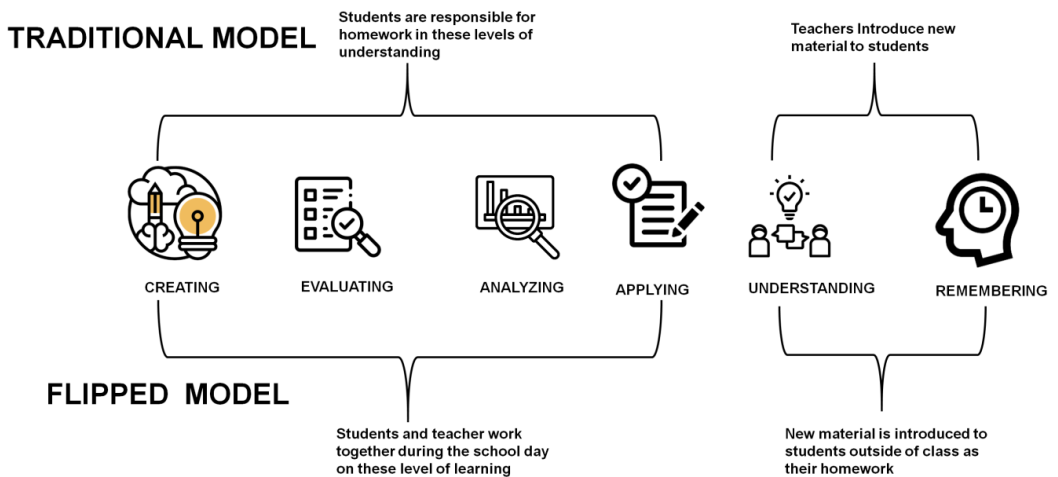 TRADITIONAL MODEL
Students are responsible for
homework in these levels of
understanding
Teachers Introduce new
material to students
CREATING
EVALUATING
ANALYZING
APPLYING
UNDERSTANDING
REMEMBERING
FLIPPED MODEL
Students and teacher work
together during the school day
on these level of learning
New material is introduced to
students outside of class as
their homework